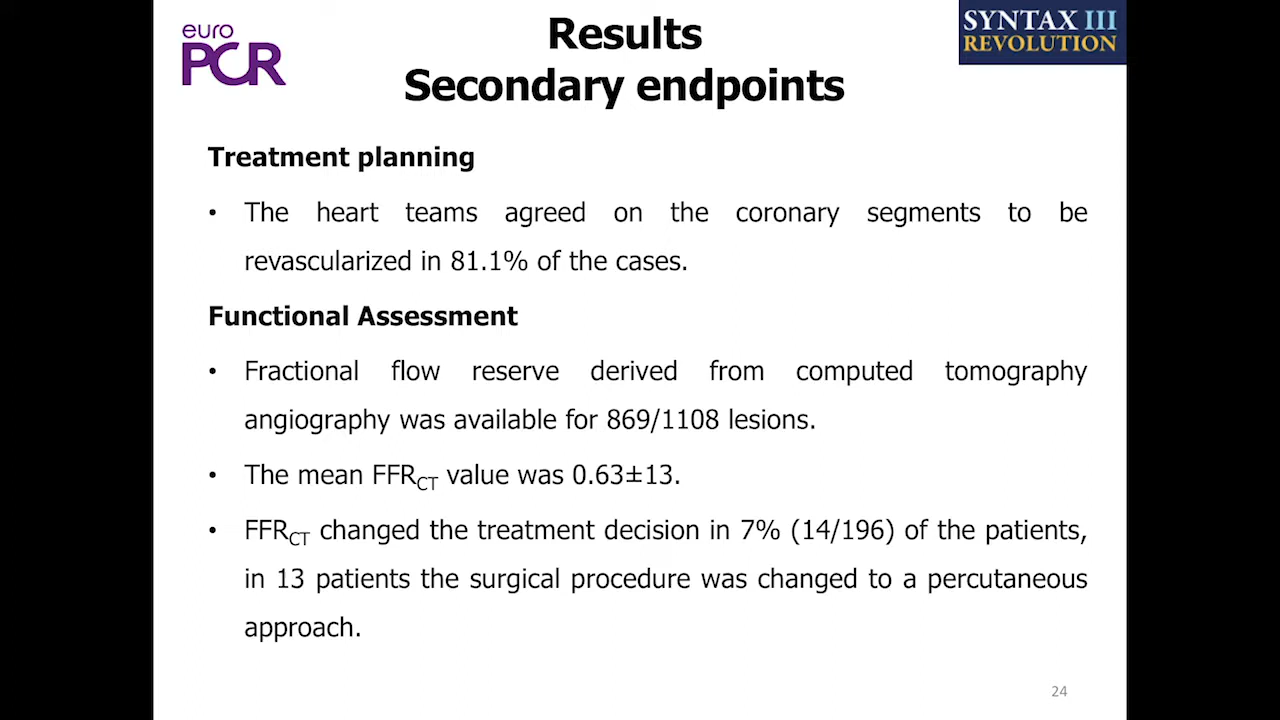 euro
PCR
Results
Secondary endpoints
SYNTAX III
REVOLUTION
Treatment planning
• The heart teams agreed on the coronary segments to be
revascularized in 81.1% of the cases.
Functional Assessment
• Fractional flow reserve derived from computed tomography
angiography was available for 869/1108 lesions.
• The mean FFRCT value was 0.63±13.
• FFRCT changed the treatment decision in 7% (14/196) of the patients,
in 13 patients the surgical procedure was changed to a percutaneous
approach.
24